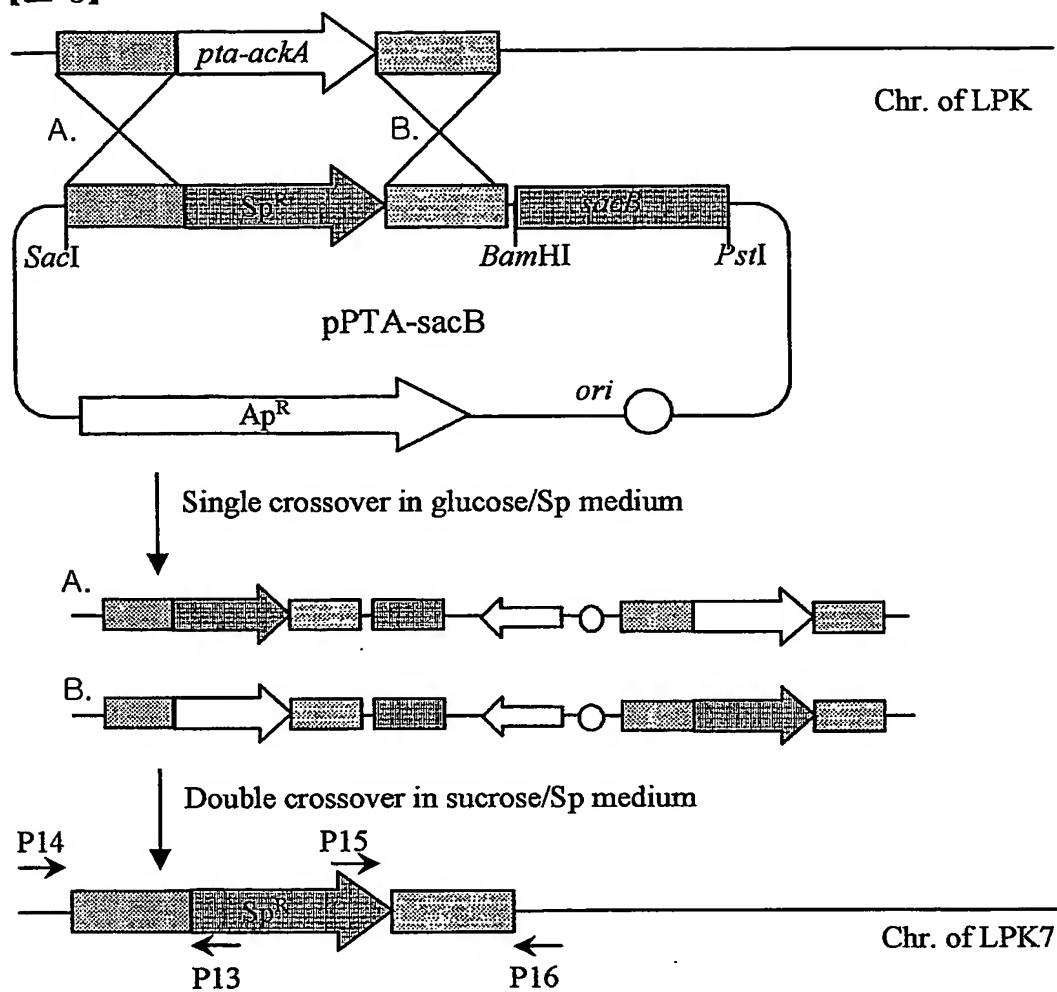 pta-ackA
Chr. of LPK
A.
B.
Sp^R
sacB
SacI
BamHI
PstI
pPTA-sacB
ori
Ap^R
Single crossover in glucose/Sp medium
A.
B.
Double crossover in sucrose/Sp medium
P14
P15
Sp^R
Chr. of LPK7
P13
P16